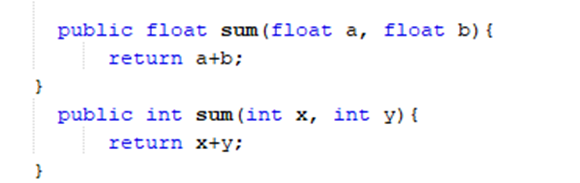 public float sum(float a, float b){
return a+b;
}
public int sum(int x, int y){
return x+y;
}